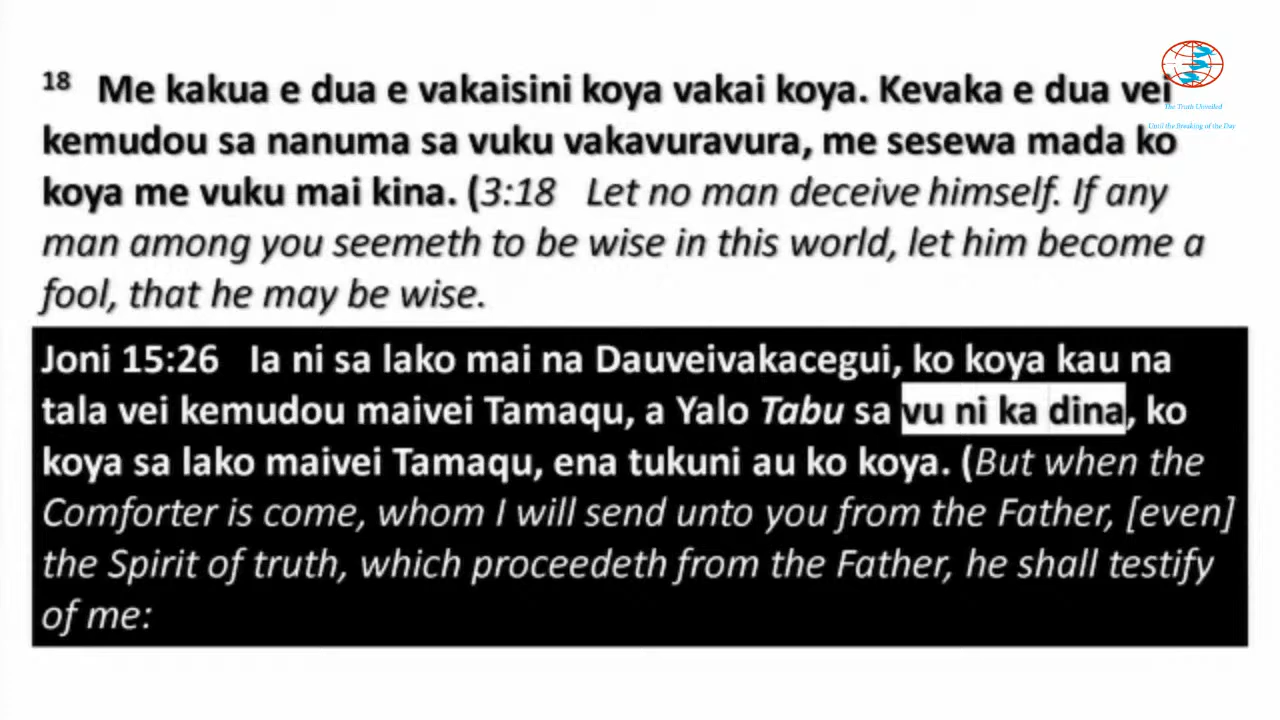 18 Me kakua e dua e vakaisini koya vakai koya. Kevaka e dua vei
kemudou sa nanuma sa vuku vakavuravura, me sesewa mada ko
koya me vuku mai kina. (3:18 Let no man deceive himself. If any
man among you seemeth to be wise in this world, let him become a
fool, that he may be wise.
The Truth Unveiled
Until the Breaking of the Day
Joni 15:26 Ia ni sa lako mai na Dauveivakacegui, ko koya kau na
tala vei kemudou maivei Tamaqu, a Yalo Tabu sa vu ni ka dina, ko
koya sa lako maivei Tamaqu, ena tukuni au ko koya. (But when the
Comforter is come, whom I will send unto you from the Father, [even]
the Spirit of truth, which proceedeth from the Father, he shall testify
of me: